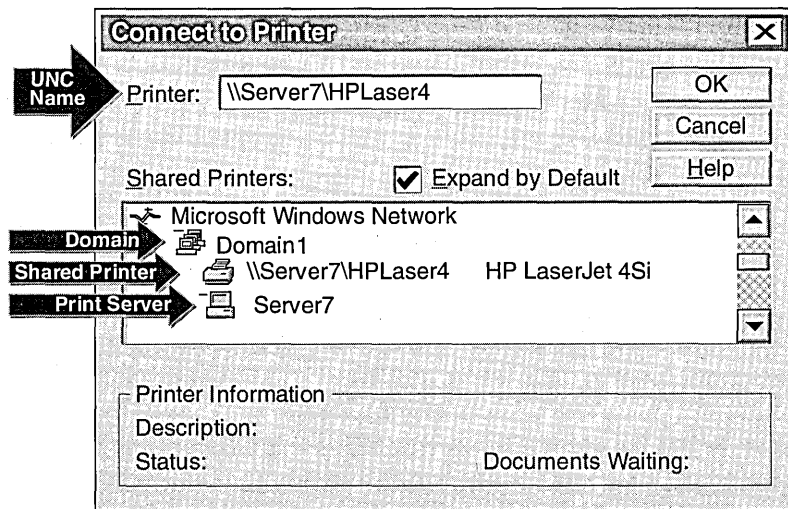 Connect to Printer
UNC Name
Printer: \\Server7\HPLaser4
OK
Cancel
Help
Shared Printers: Expand by Default
Microsoft Windows Network
Domain
Domain1
Shared Printer
\\Server7\HPLaser4 HP LaserJet 4Si
Print Server
Server7
Printer Information
Description:
Status: Documents Waiting: